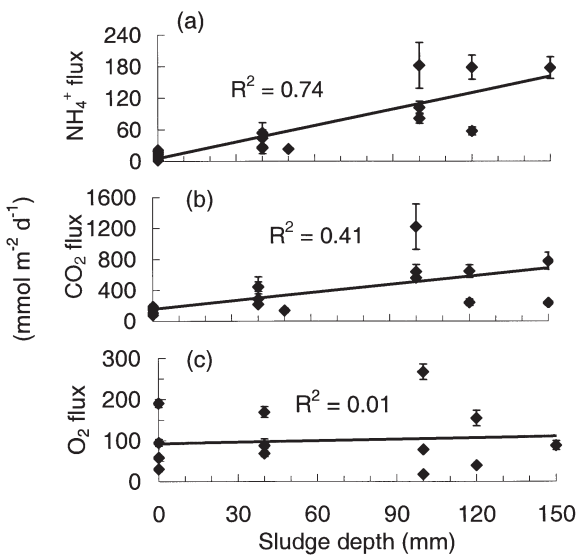 (a)
240
180
120
60
0
NH₄⁺ flux
R² = 0.74
(b)
1600
1200
800
400
0
CO₂ flux
R² = 0.41
(mmol m⁻² d⁻¹)
(c)
300
200
100
0
O₂ flux
R² = 0.01
0 30 60 90 120 150
Sludge depth (mm)